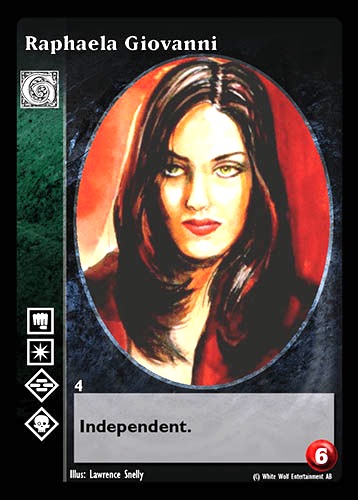 Raphaela Giovanni
4
Independent.
6
Illus: Lawrence Snelly
(C) White Wolf Entertainment AB